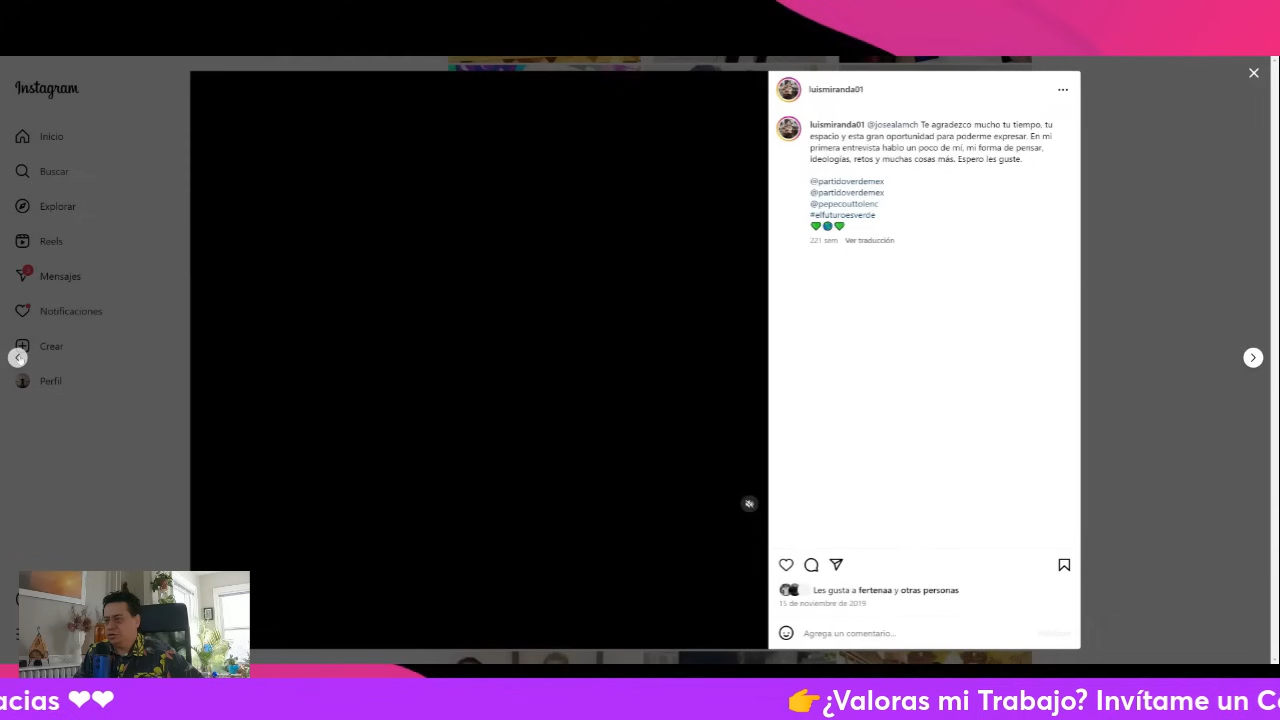 Instagram
Inicio
Buscar
Explorar
Reels
Mensajes
Notificaciones
Crear
Perfil
luismiranda01
luismiranda01 @josealamch Te agradezco mucho tu tiempo, tu
espacio y esta gran oportunidad para poderme expresar. En mi
primera entrevista hablo un poco de mí, mi forma de pensar,
ideologías, retos y muchas cosas más. Espero les guste.
@partidoverdemex
@partidoverdemex
@pepecouttolenc
#elfuturoesverde
💚🌎💚
221 sem Ver traducción
Les gusta a fertenaa y otras personas
15 de noviembre de 2019
Agrega un comentario...
acias ❤❤ 👉¿Valoras mi Trabajo? Invítame un C